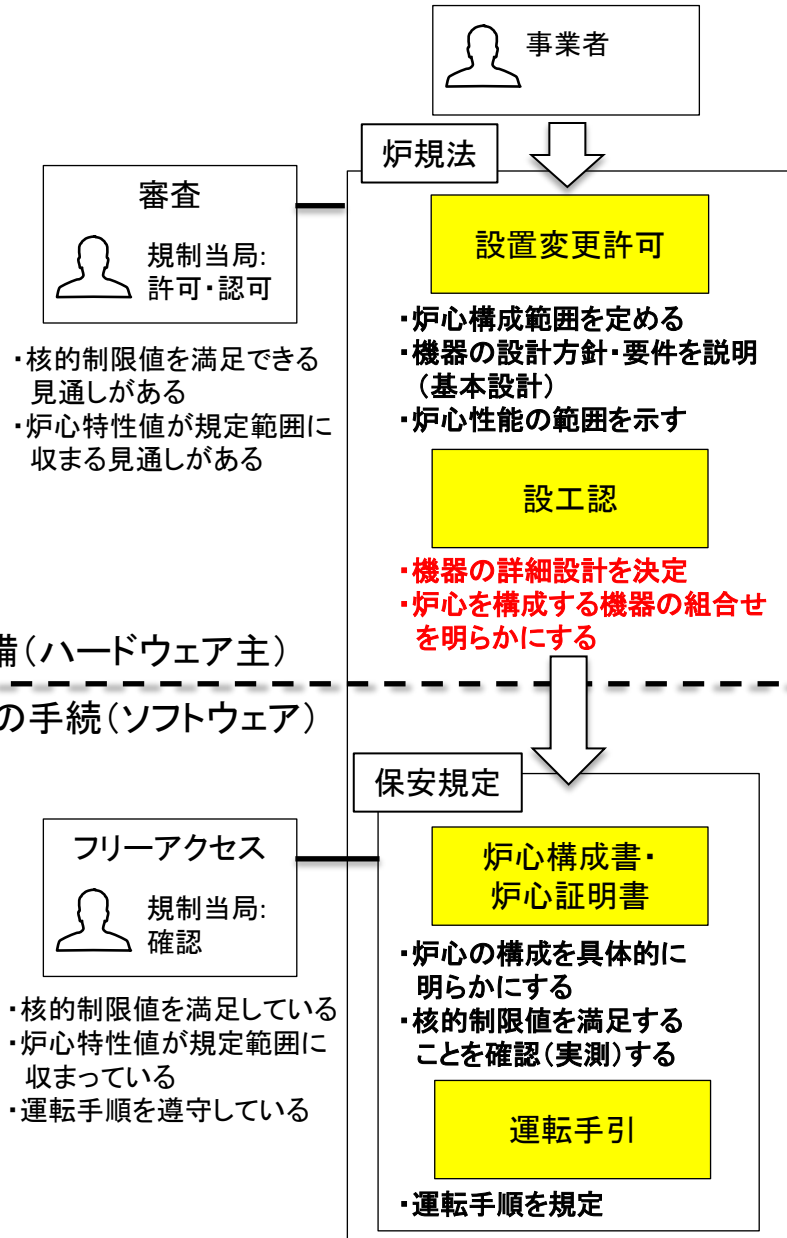 事業者
炉規法
審査
規制当局:
許可・認可
・核的制限値を満足できる
見通しがある
・炉心特性値が規定範囲に
収まる見通しがある
設置変更許可
・炉心構成範囲を定める
・機器の設計方針・要件を説明
（基本設計）
・炉心性能の範囲を示す
設工認
・機器の詳細設計を決定
・炉心を構成する機器の組合せ
を明らかにする
備（ハードウェア主）
の手続（ソフトウェア）
保安規定
フリーアクセス
規制当局:
確認
・核的制限値を満足している
・炉心特性値が規定範囲に
収まっている
・運転手順を遵守している
炉心構成書・
炉心証明書
・炉心の構成を具体的に
明らかにする
・核的制限値を満足する
ことを確認（実測）する
運転手引
・運転手順を規定